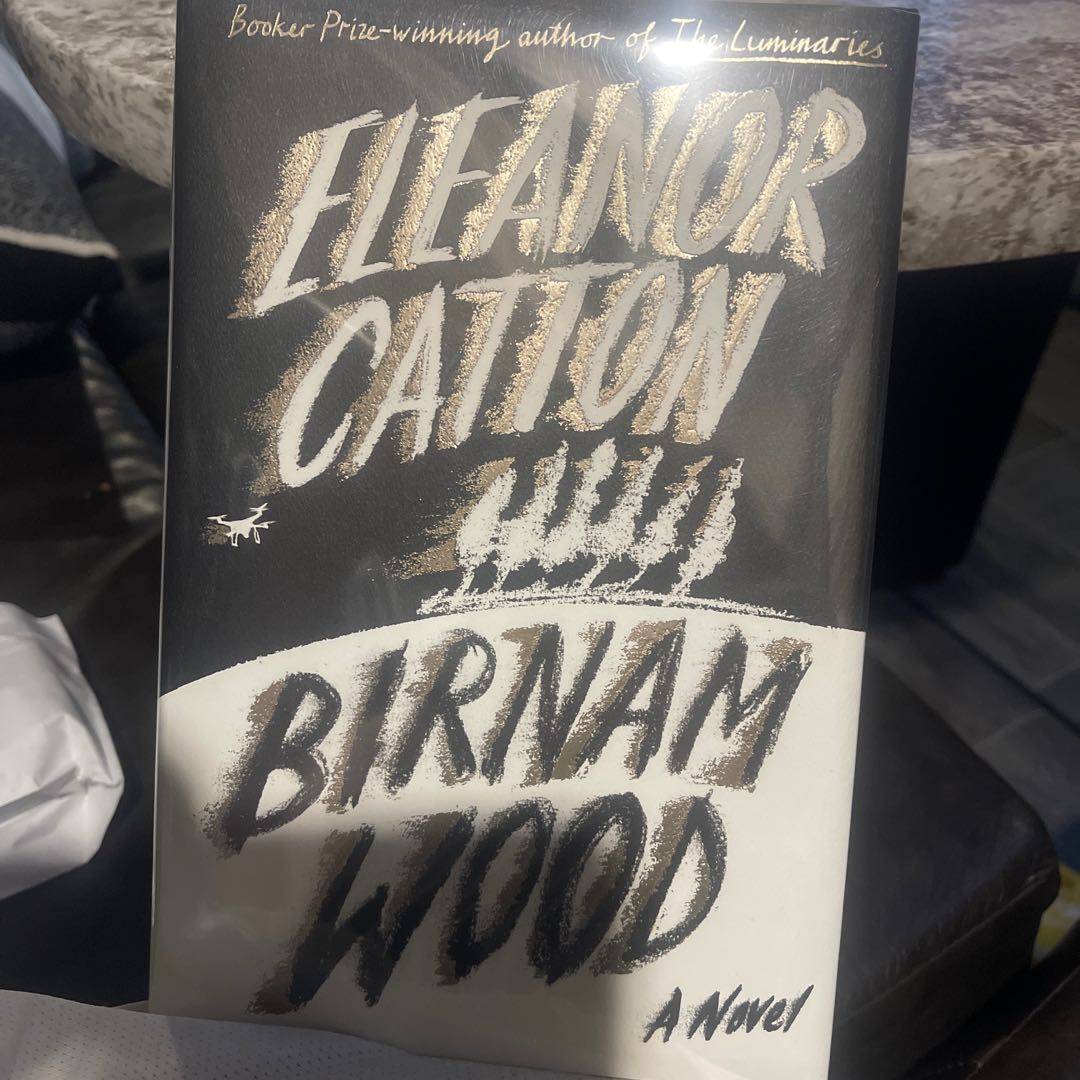 Booker Prize-winning author of The Luminaries
ELEANOR
CATTON
BIRNAM
WOOD
A Novel